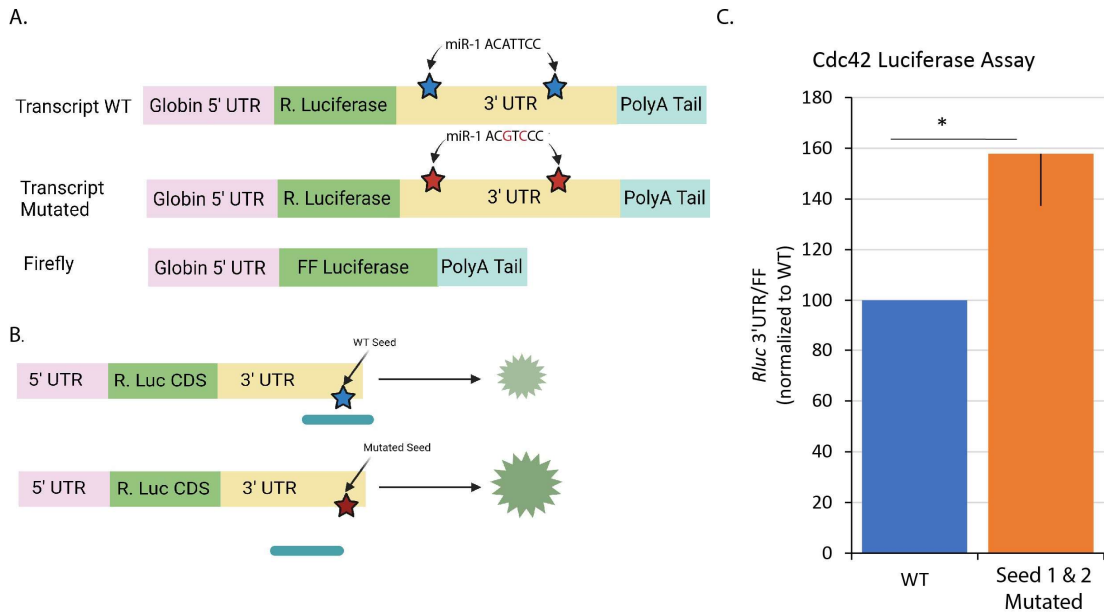 A.
miR-1 ACATTCC
Transcript WT
Globin 5' UTR
R. Luciferase
3' UTR
PolyA Tail
miR-1 ACGTCCC
Transcript
Mutated
Globin 5' UTR
R. Luciferase
3' UTR
PolyA Tail
Firefly
Globin 5' UTR
FF Luciferase
PolyA Tail
B.
WT Seed
5' UTR
R. Luc CDS
3' UTR
Mutated Seed
5' UTR
R. Luc CDS
3' UTR
C.
Cdc42 Luciferase Assay
Rluc 3'UTR/FF
(normalized to WT)
180
160
140
120
100
80
60
40
20
0
*
WT
Seed 1 & 2
Mutated